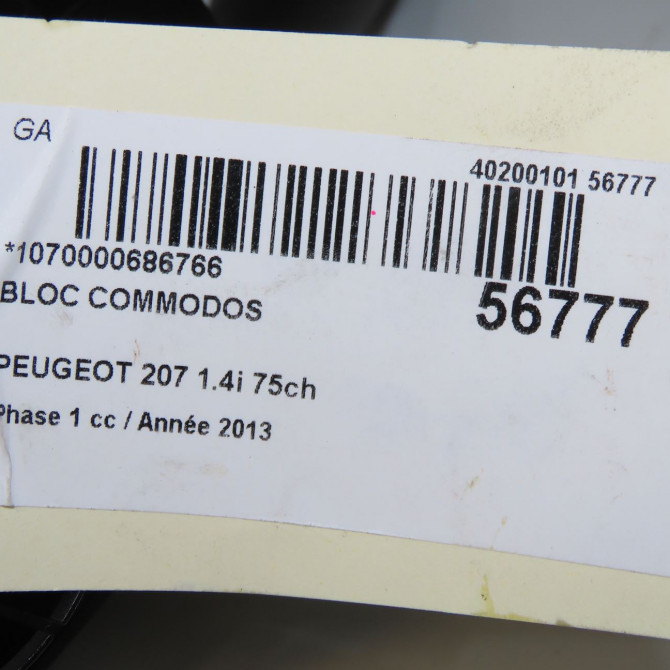 GA
40200101 56777
*1070000686766
BLOC COMMODOS
56777
PEUGEOT 207 1.4i 75ch
Phase 1 cc / Année 2013